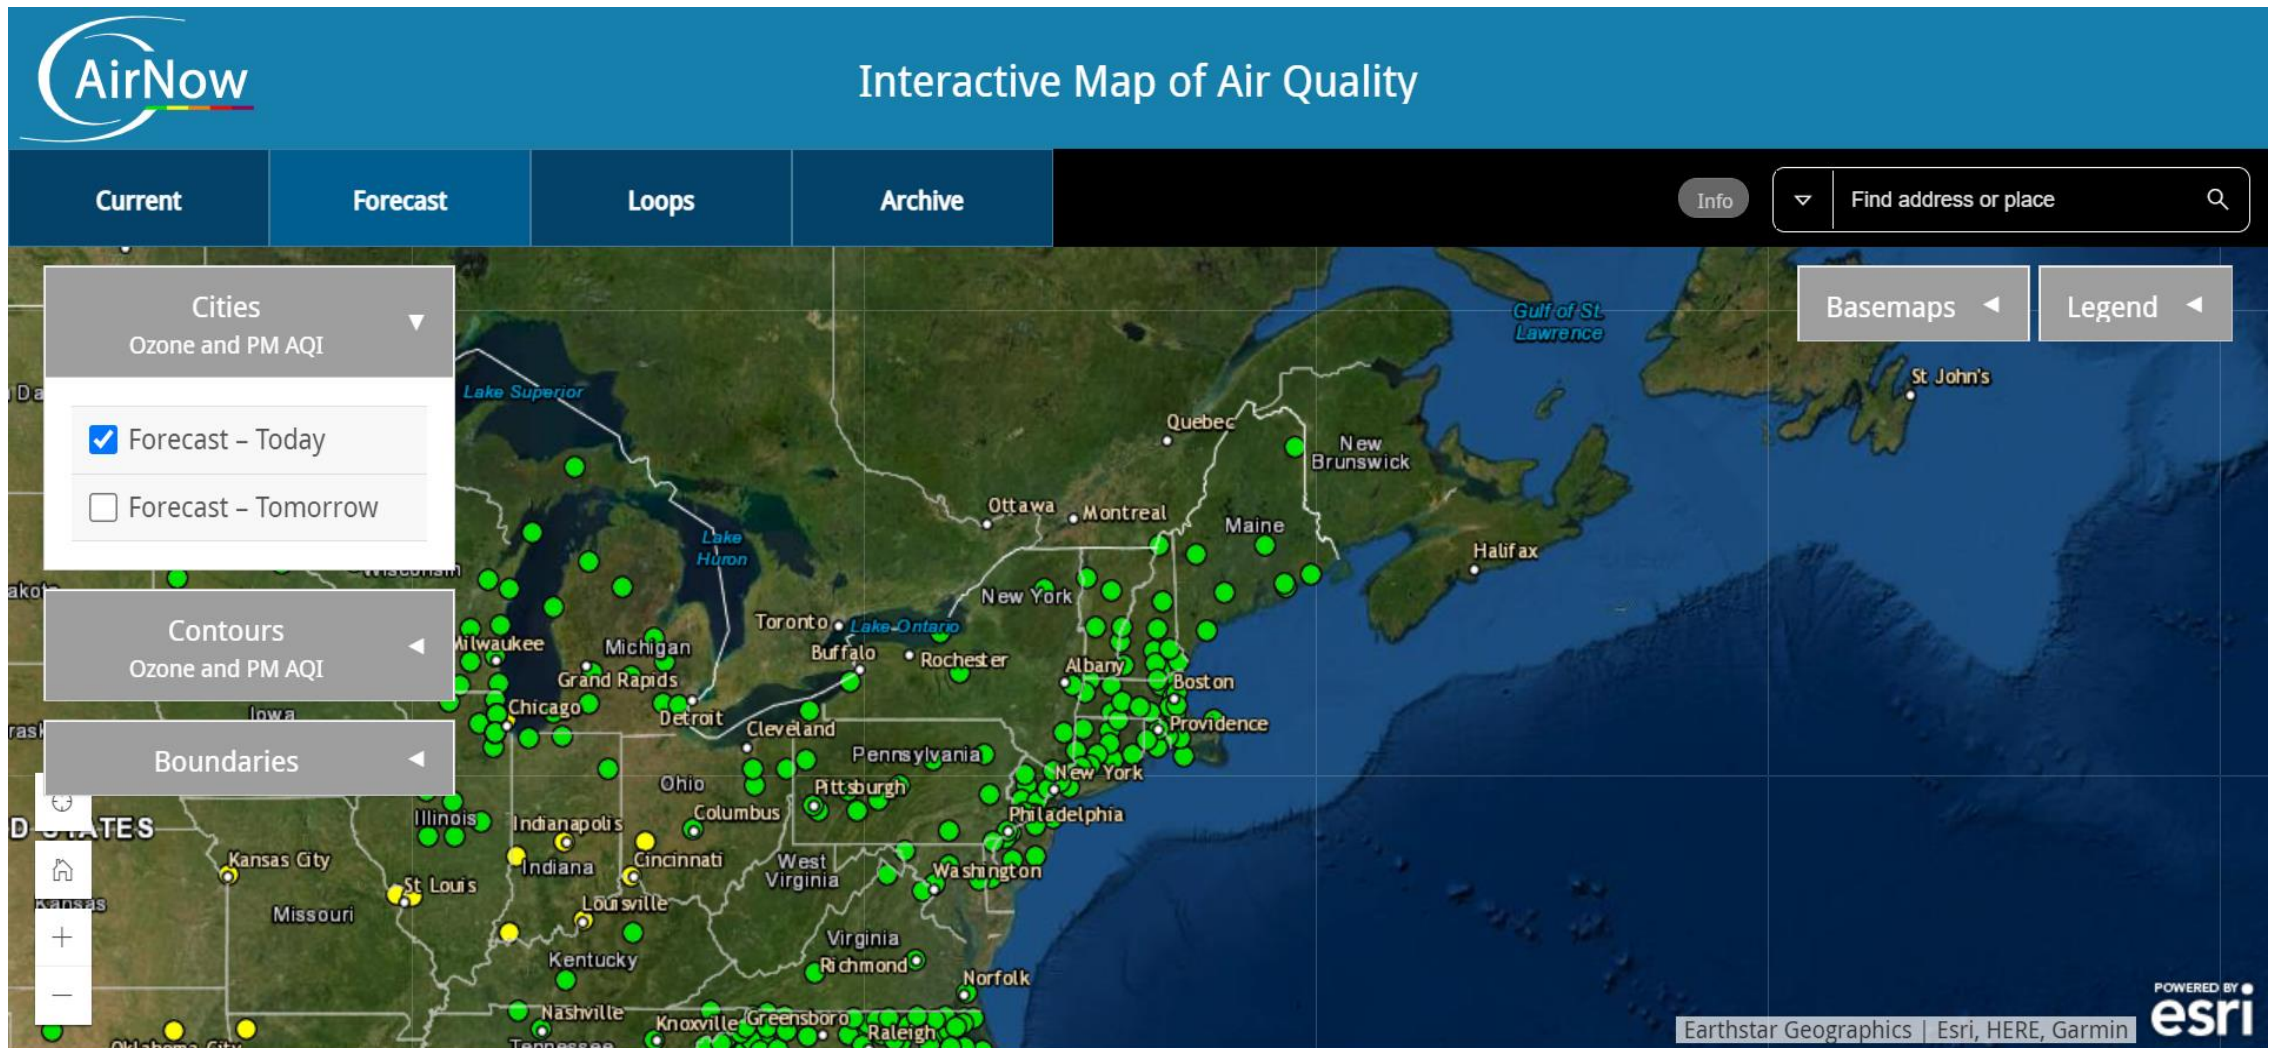 AirNow
Interactive Map of Air Quality
Current
Forecast
Loops
Archive
Info
Find address or place
Cities
Ozone and PM AQI
Forecast – Today
Forecast – Tomorrow
Contours
Ozone and PM AQI
Boundaries
Basemaps
Legend
Gulf of St.
Lawrence
St John's
Lake Superior
Quebec
New
Brunswick
Ottawa
Montreal
Maine
Lake
Huron
Halifax
Wisconsin
New York
Toronto
Lake Ontario
Milwaukee
Michigan
Buffalo
Rochester
Albany
Grand Rapids
Boston
Iowa
Chicago
Detroit
Cleveland
Providence
Pennsylvania
New York
Ohio
Pittsburgh
Illinois
Indianapolis
Columbus
Philadelphia
Kansas City
Indiana
Cincinnati
West
Virginia
Washington
St Louis
Kansas
Missouri
Louisville
Virginia
Kentucky
Richmond
Norfolk
Nashville
Knoxville
Greensboro
Raleigh
Tennessee
Oklahoma City
Earthstar Geographics | Esri, HERE, Garmin
POWERED BY
esri